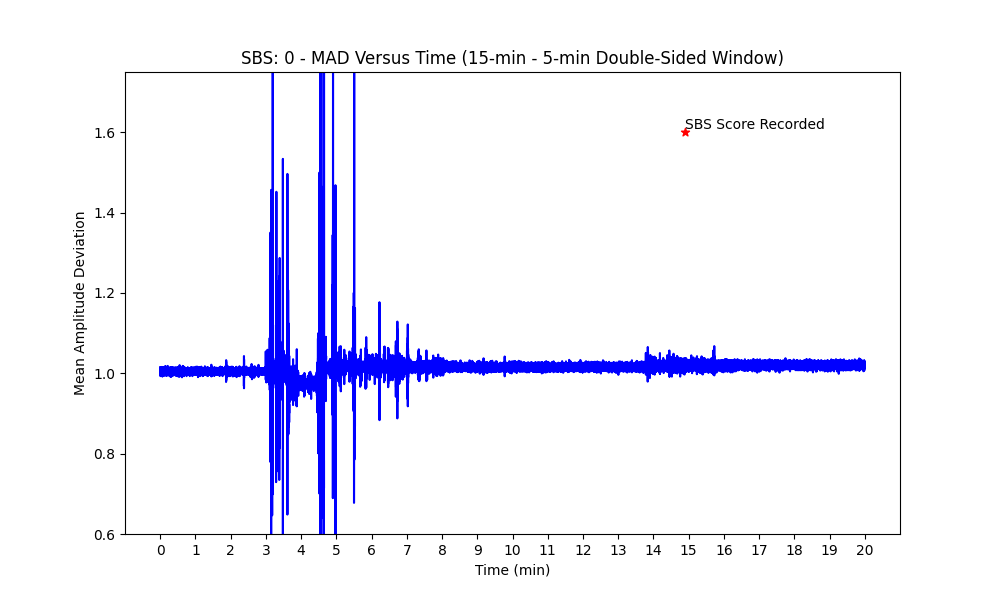 SBS: 0 - MAD Versus Time (15-min - 5-min Double-Sided Window)
SBS Score Recorded
1.6
1.4
1.2
1.0
0.8
0.6
Mean Amplitude Deviation
0 1 2 3 4 5 6 7 8 9 10 11 12 13 14 15 16 17 18 19 20
Time (min)